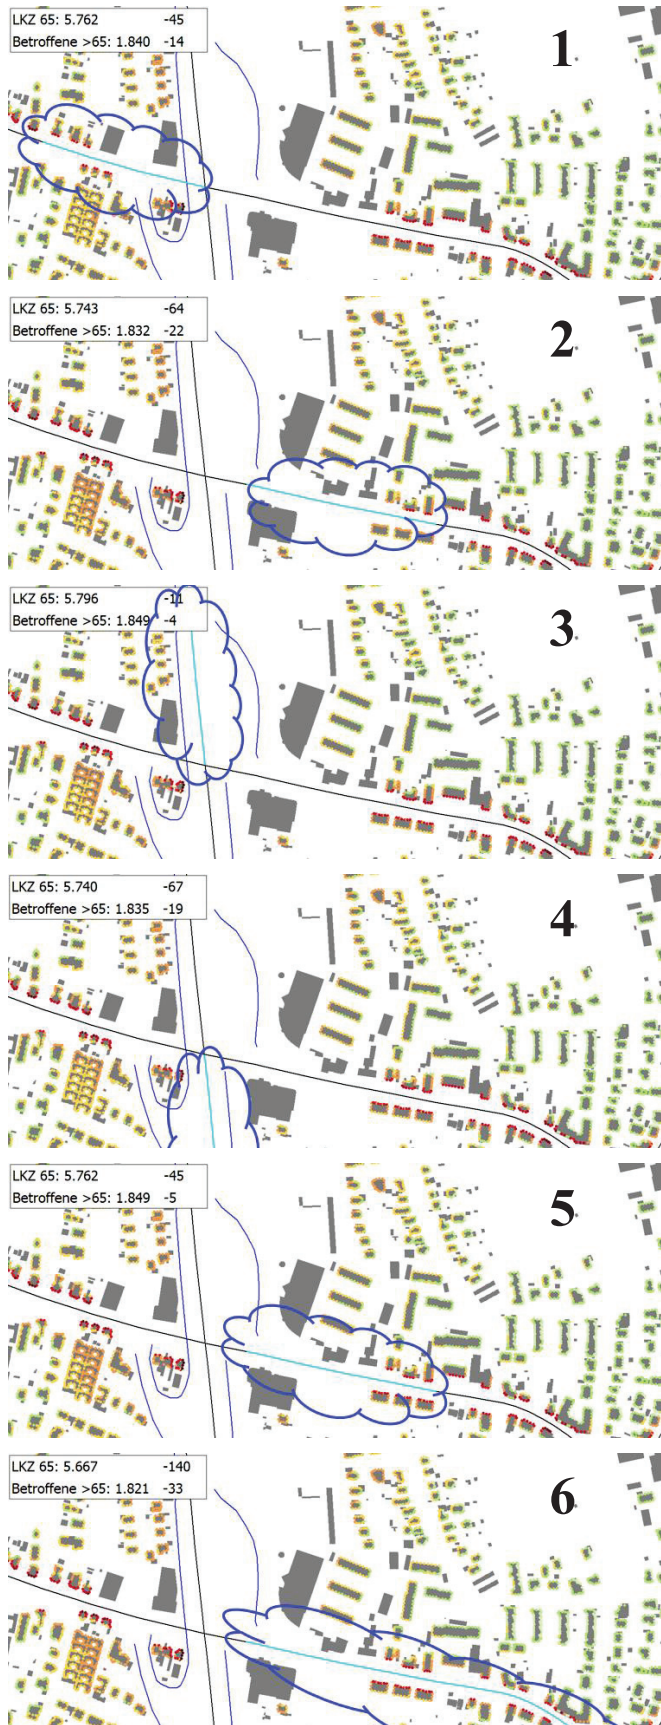 LKZ 65: 5.762 -45
Betroffene >65: 1.840 -14
1
LKZ 65: 5.743 -64
Betroffene >65: 1.832 -22
2
LKZ 65: 5.796 -11
Betroffene >65: 1.849 -4
3
LKZ 65: 5.740 -67
Betroffene >65: 1.835 -19
4
LKZ 65: 5.762 -45
Betroffene >65: 1.849 -5
5
LKZ 65: 5.667 -140
Betroffene >65: 1.821 -33
6